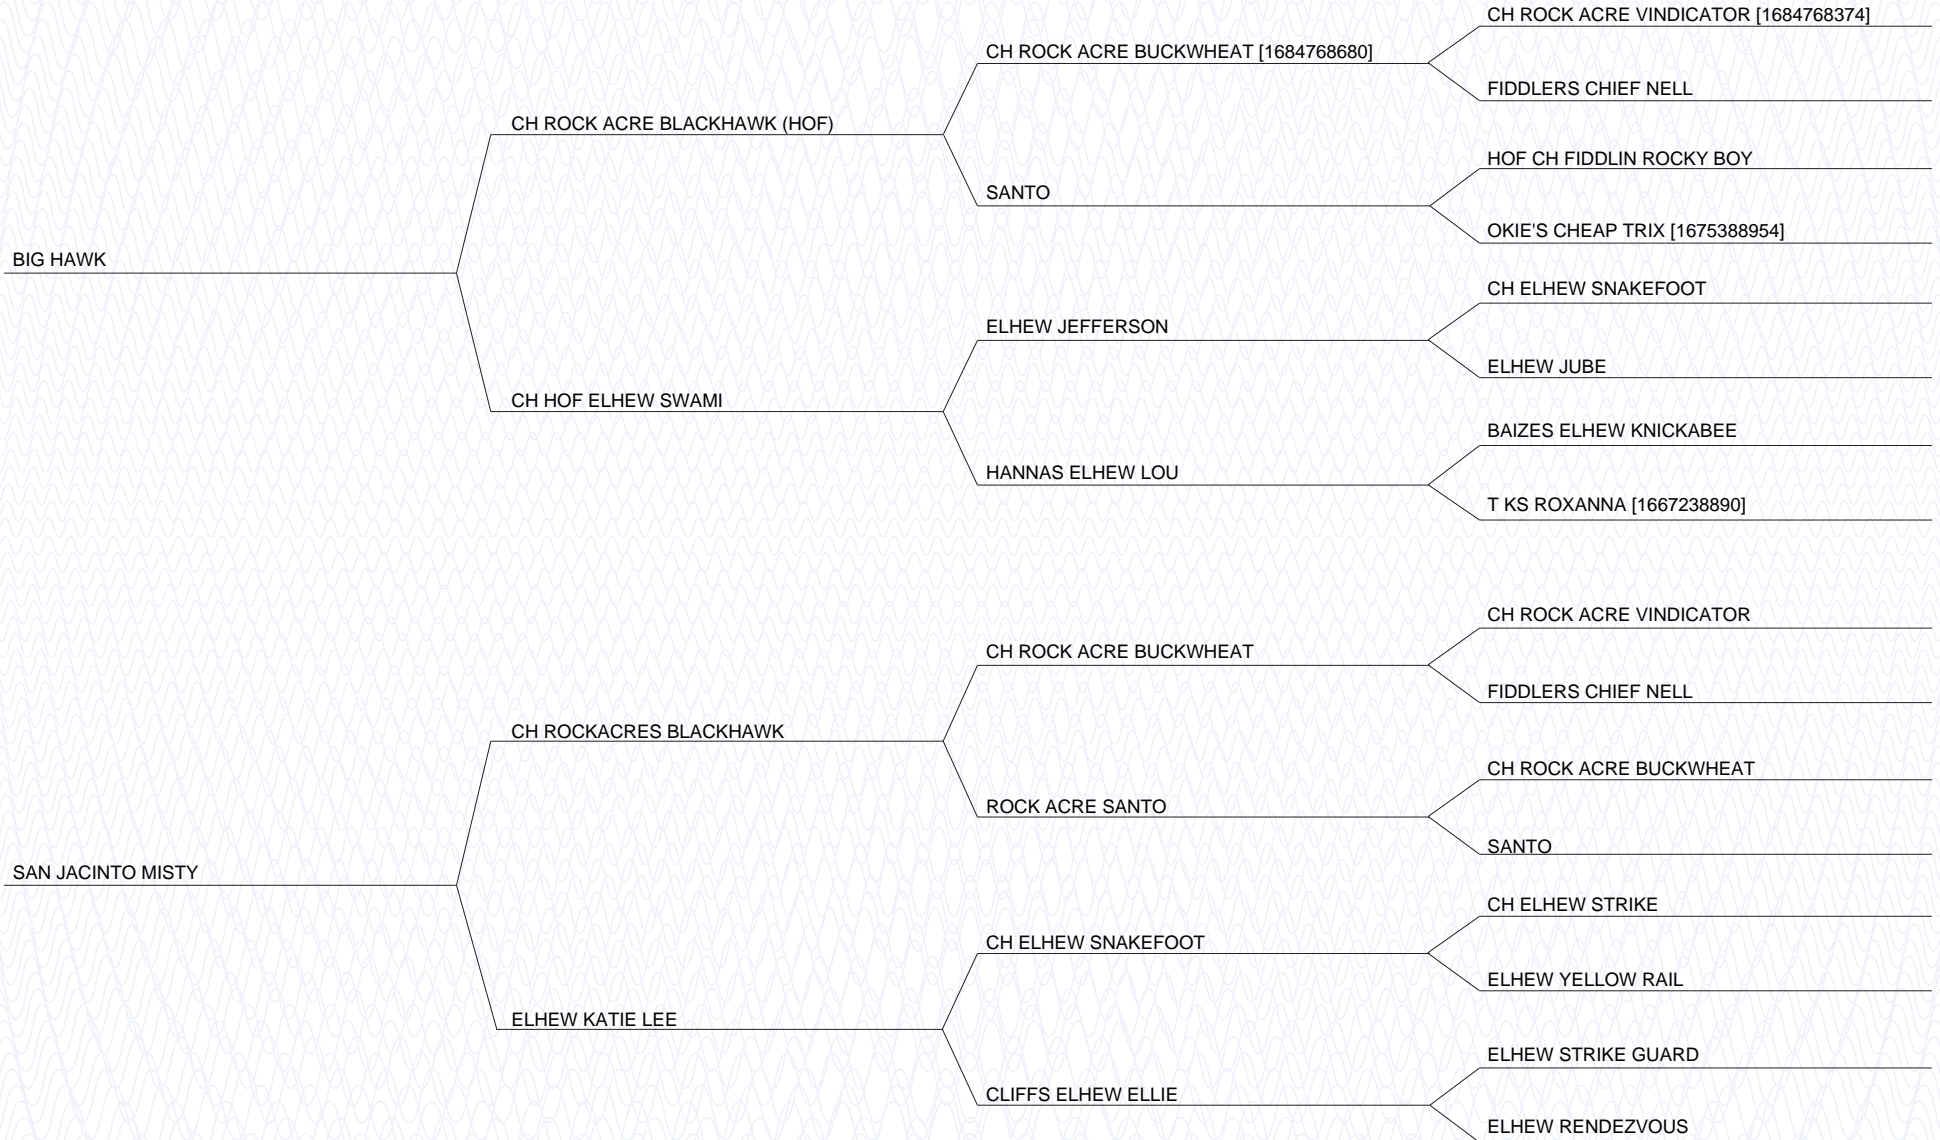 CH ROCK ACRE VINDICATOR [1684768374]
CH ROCK ACRE BUCKWHEAT [1684768680]
FIDDLERS CHIEF NELL
CH ROCK ACRE BLACKHAWK (HOF)
HOF CH FIDDLIN ROCKY BOY
SANTO
OKIE'S CHEAP TRIX [1675388954]
BIG HAWK
CH ELHEW SNAKEFOOT
ELHEW JEFFERSON
ELHEW JUBE
CH HOF ELHEW SWAMI
BAIZES ELHEW KNICKABEE
HANNAS ELHEW LOU
T KS ROXANNA [1667238890]
CH ROCK ACRE VINDICATOR
CH ROCK ACRE BUCKWHEAT
FIDDLERS CHIEF NELL
CH ROCKACRES BLACKHAWK
CH ROCK ACRE BUCKWHEAT
ROCK ACRE SANTO
SANTO
SAN JACINTO MISTY
CH ELHEW STRIKE
CH ELHEW SNAKEFOOT
ELHEW YELLOW RAIL
ELHEW KATIE LEE
ELHEW STRIKE GUARD
CLIFFS ELHEW ELLIE
ELHEW RENDEZVOUS